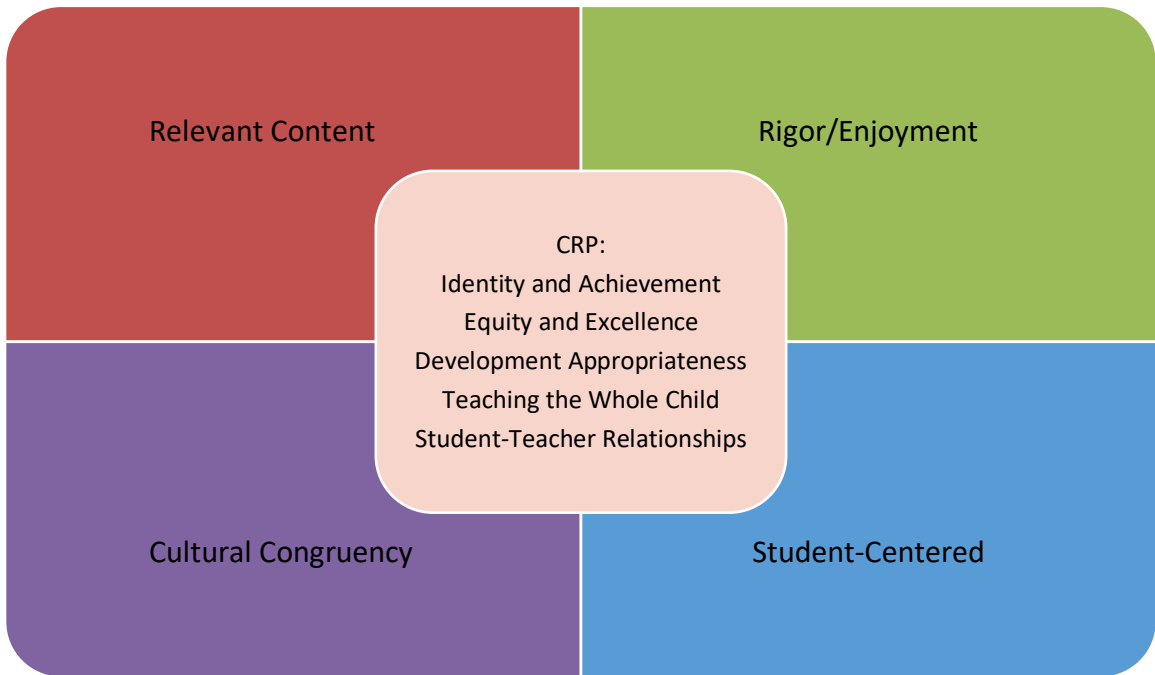 Relevant Content
Rigor/Enjoyment
CRP:
Identity and Achievement
Equity and Excellence
Development Appropriateness
Teaching the Whole Child
Student-Teacher Relationships
Cultural Congruency
Student-Centered